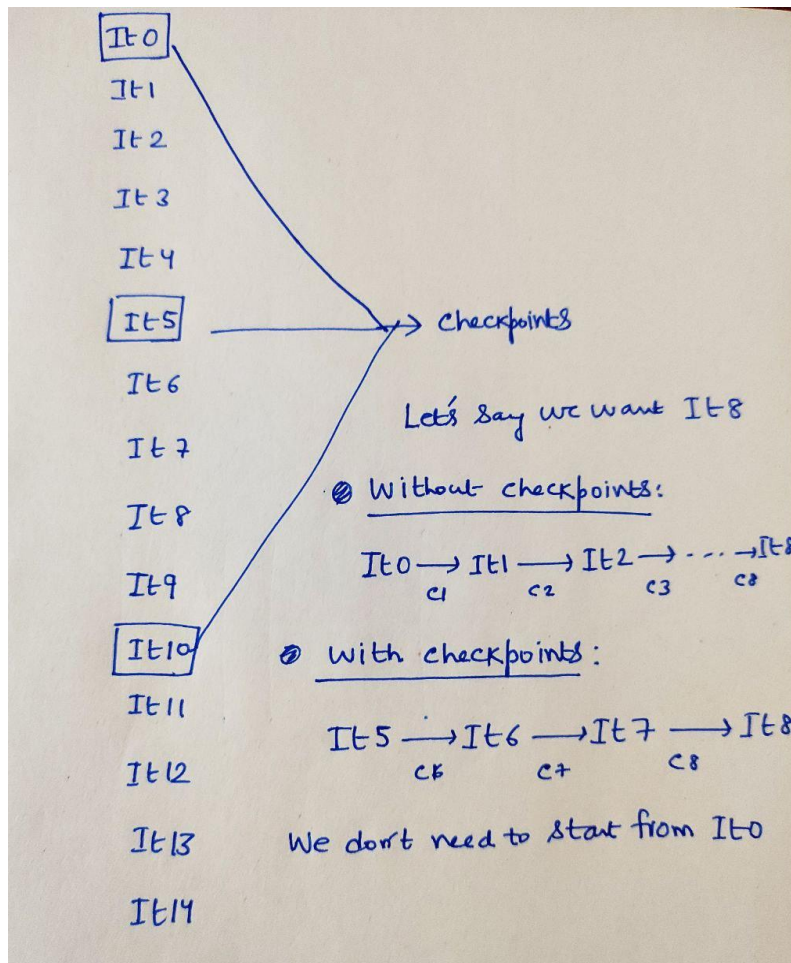 It0
It1
It2
It3
It4
It5
checkpoints
It6
Let's say we want It8
It7
Without checkpoints:
It8
It0 → It1 → It2 → ... → It8
c1 c2 c3 c8
It9
It10
With checkpoints:
It11
It5 → It6 → It7 → It8
c6 c7 c8
It12
It13
We don't need to start from It0
It14